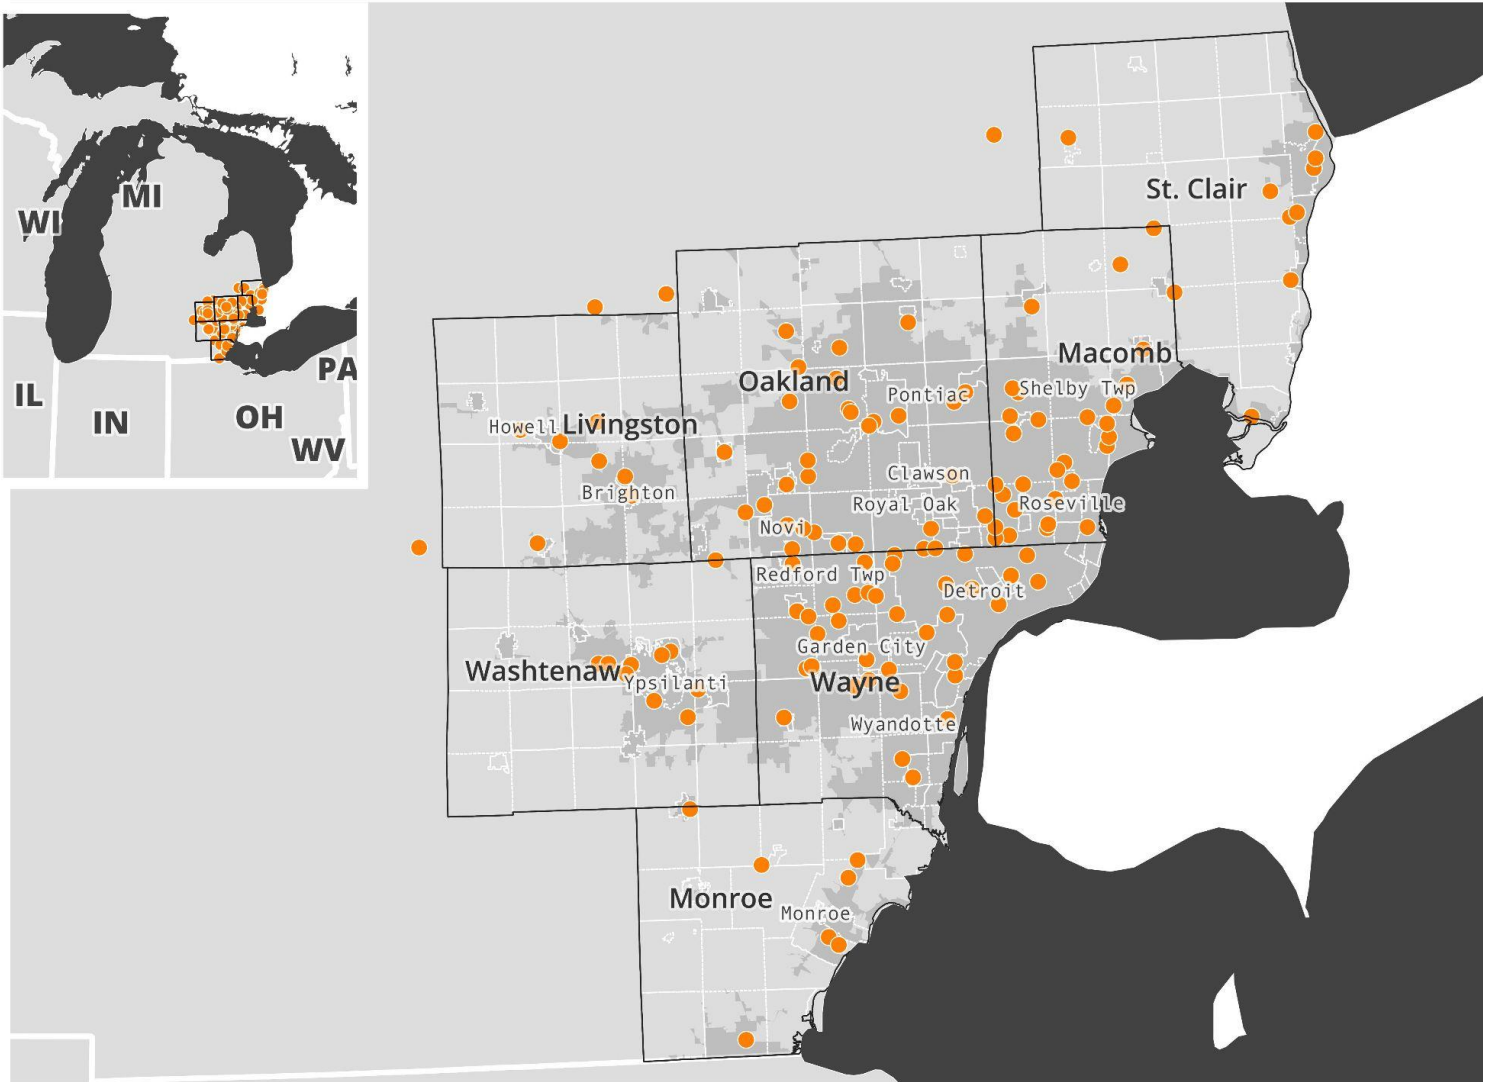 MI
WI
PA
IL
IN
OH
WV
St. Clair
Macomb
Oakland
Pontiac
Shelby Twp
Howell
Livingston
Clawson
Brighton
Royal Oak
Roseville
Novi
Redford Twp
Detroit
Garden City
Washtenaw
Ypsilanti
Wayne
Wyandotte
Monroe
Monroe